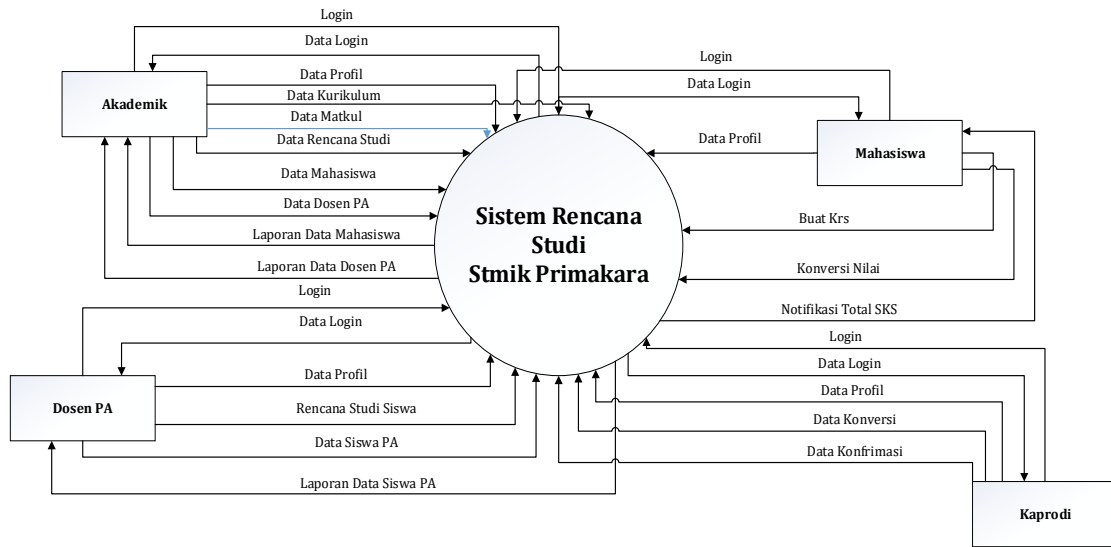 Login
Data Login
Data Profil
Data Kurikulum
Data Matkul
Data Rencana Studi
Data Mahasiswa
Data Dosen PA
Laporan Data Mahasiswa
Laporan Data Dosen PA
Akademik
Login
Data Login
Data Profil
Mahasiswa
Buat Krs
Konversi Nilai
Notifikasi Total SKS
Sistem Rencana
Studi
Stmik Primakara
Login
Data Login
Data Profil
Rencana Studi Siswa
Data Siswa PA
Laporan Data Siswa PA
Dosen PA
Login
Data Login
Data Profil
Data Konversi
Data Konfrimasi
Kaprodi